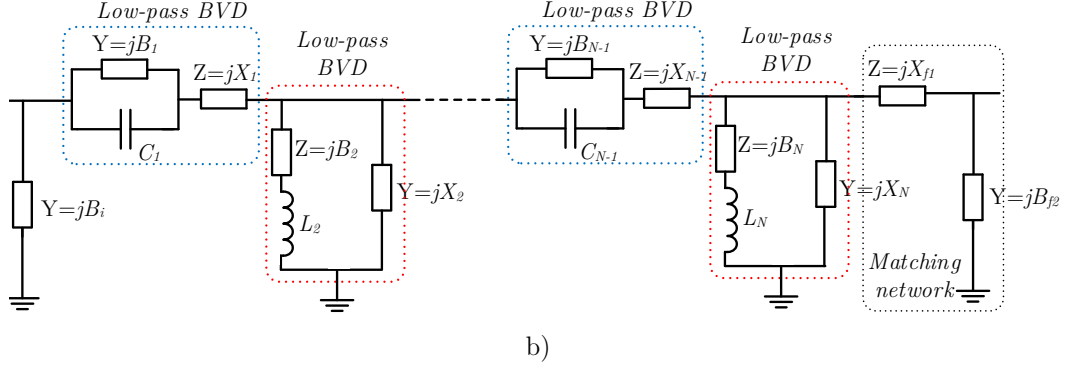 Low-pass BVD
Low-pass BVD
Y=jB1
Z=jX1
C1
Low-pass
BVD
Z=jB2
L2
Y=jX2
Y=jBi
YY=jBN-1
Z=jXN-1
CN-1
Low-pass
BVD
Z=jBN
LN
Y=jXN
Z=jXf1
Y=jBf2
Matching
network
b)